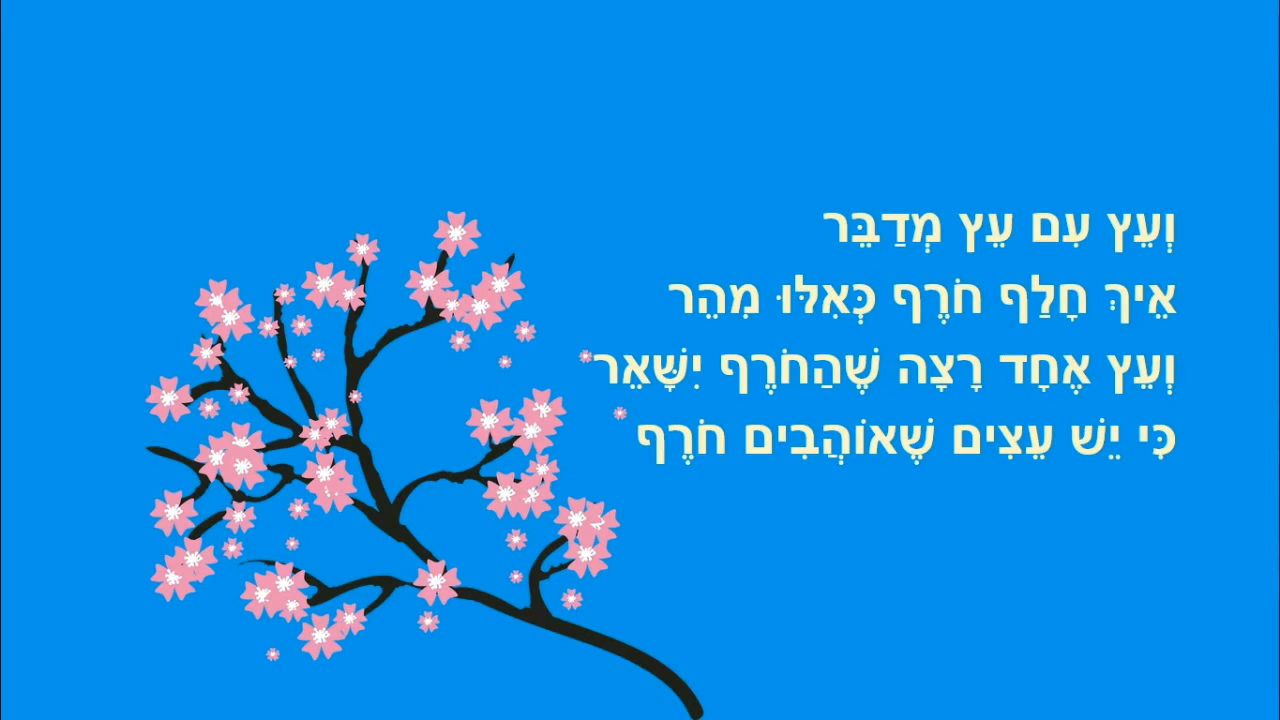 וְעֵץ עִם עֵץ מְדַבֵּר
אֵיךְ חָלַף חֹרֶף כְּאִלּוּ מִהֵר
וְעֵץ אֶחָד רָצָה שֶׁהַחֹרֶף יִשָּׁאֵר
כִּי יֵשׁ עֵצִים שֶׁאוֹהֲבִים חֹרֶף